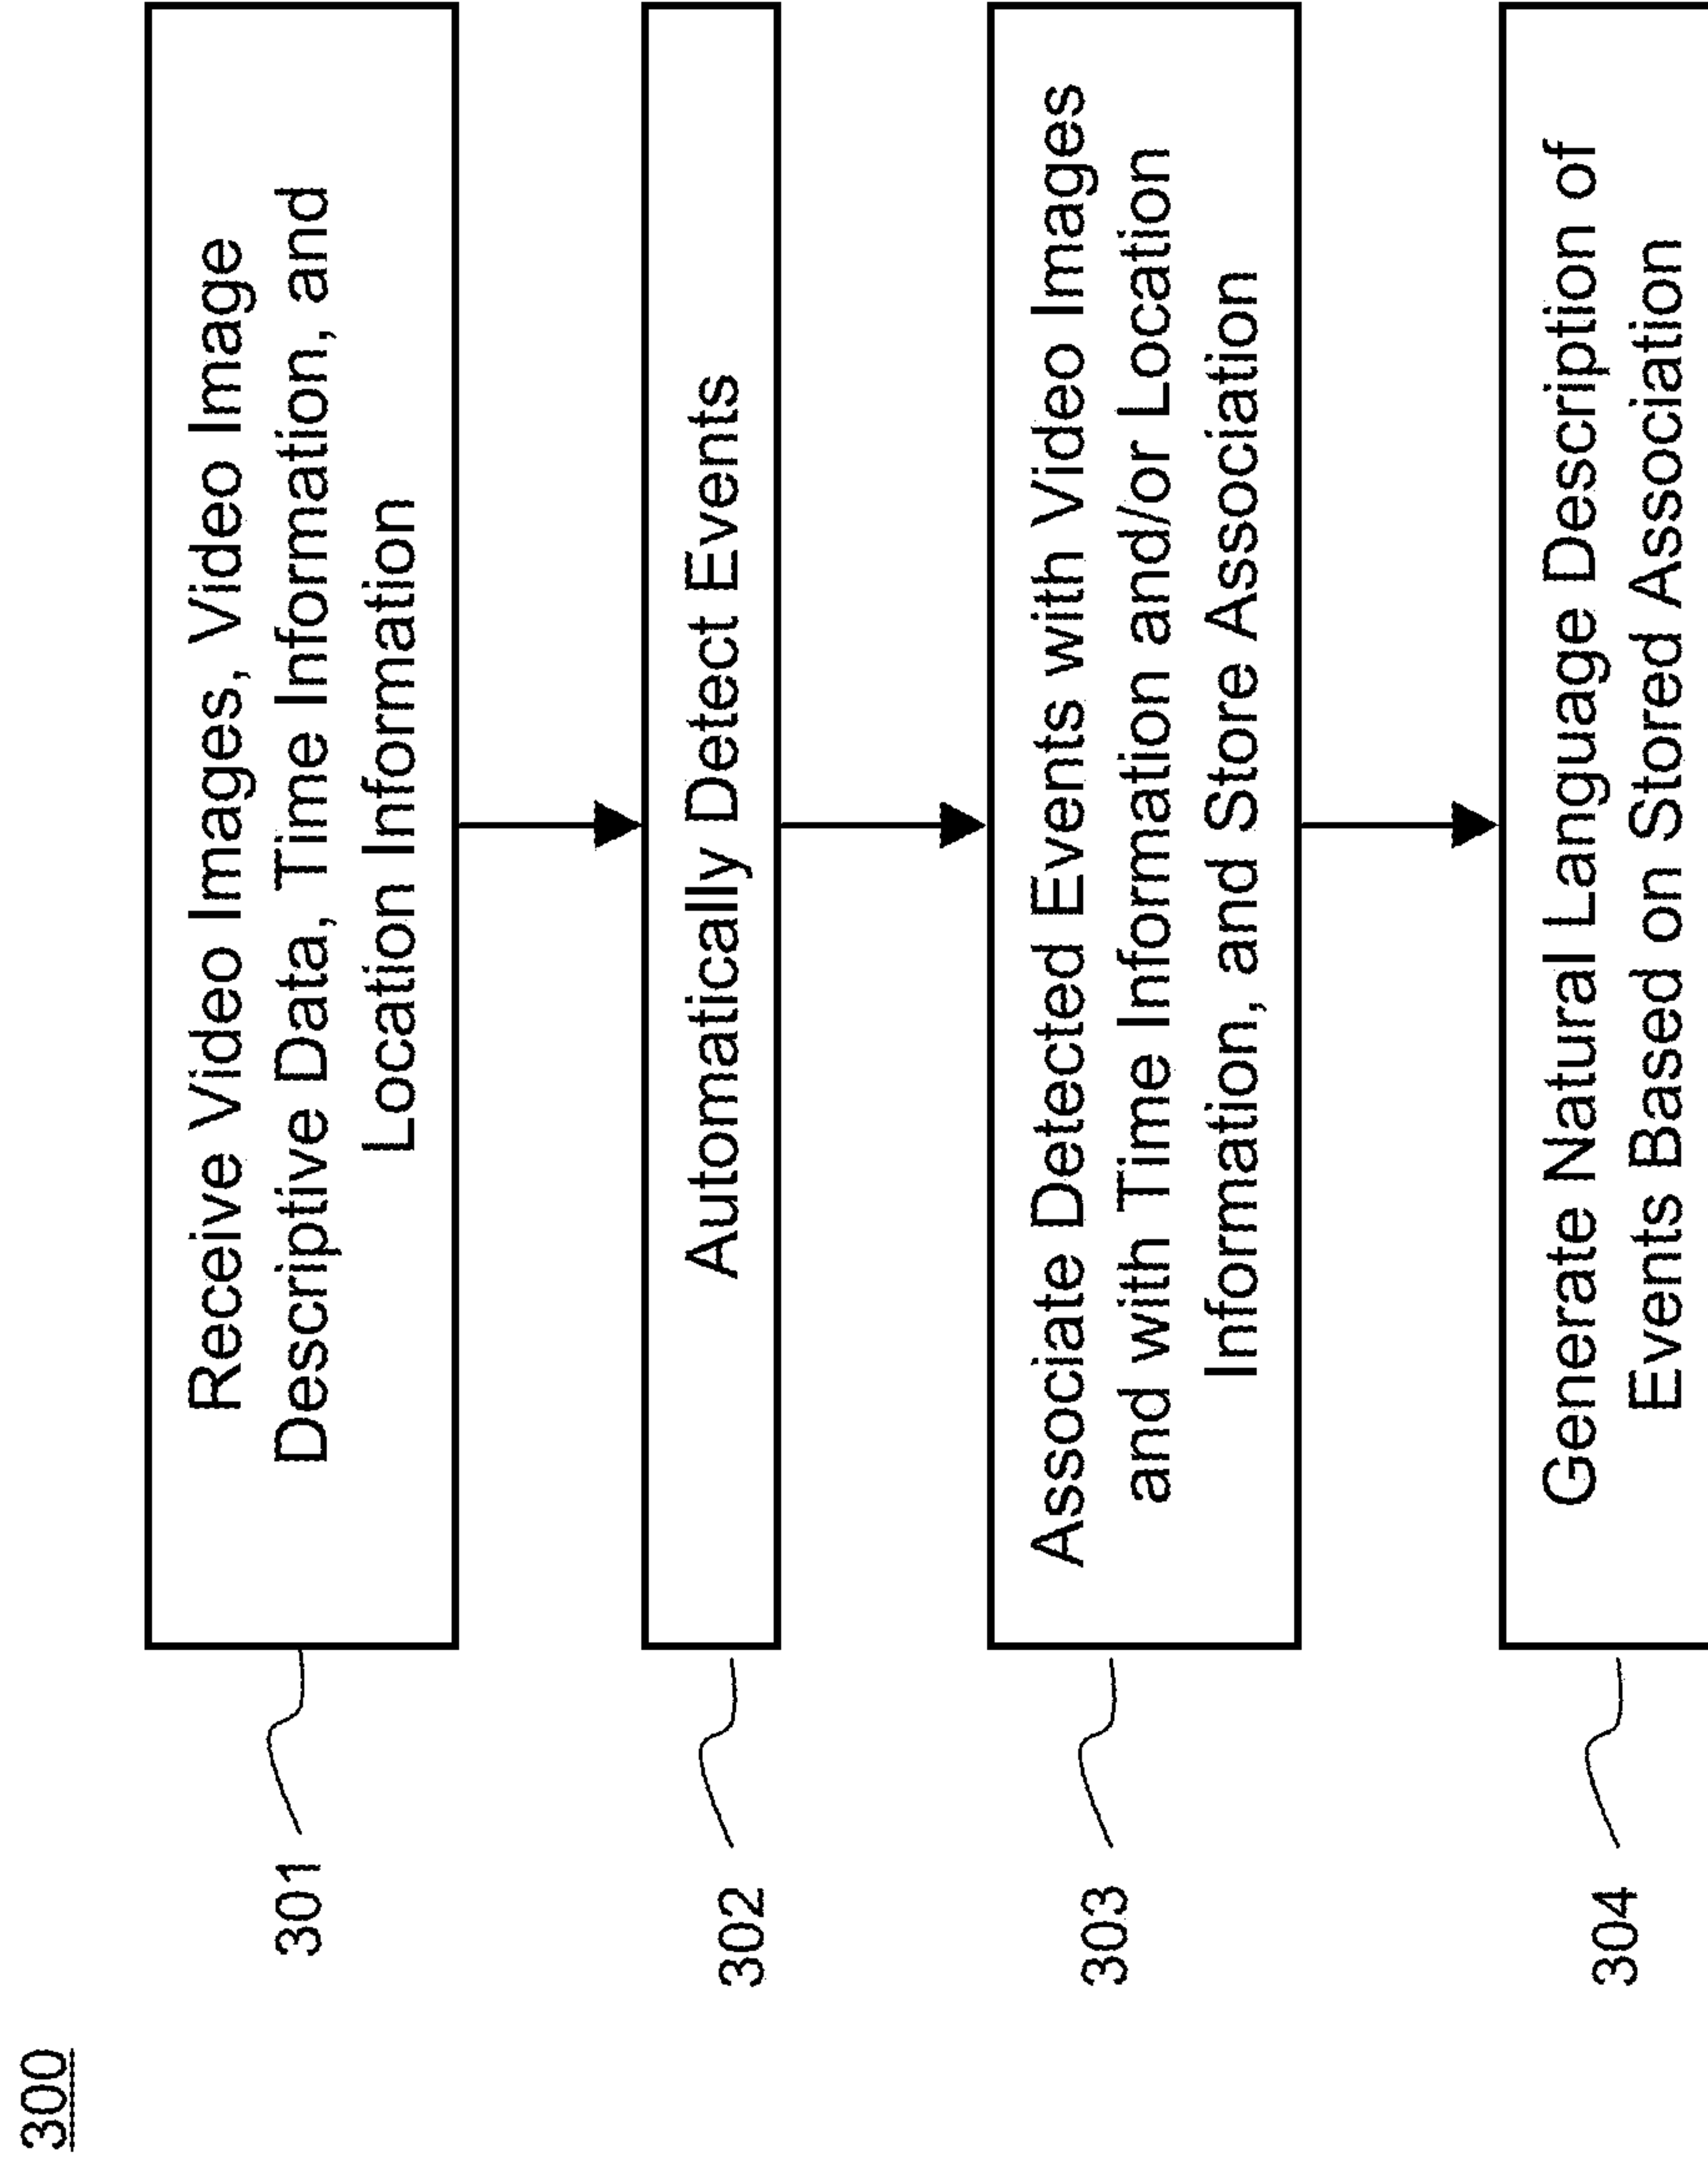 300
301
Receive Video Images, Video Image
Descriptive Data, Time Information, and
Location Information
302
Automatically Detect Events
303
Associate Detected Events with Video Images
and with Time Information and/or Location
Information, and Store Association
304
Generate Natural Language Description of
Events Based on Stored Association